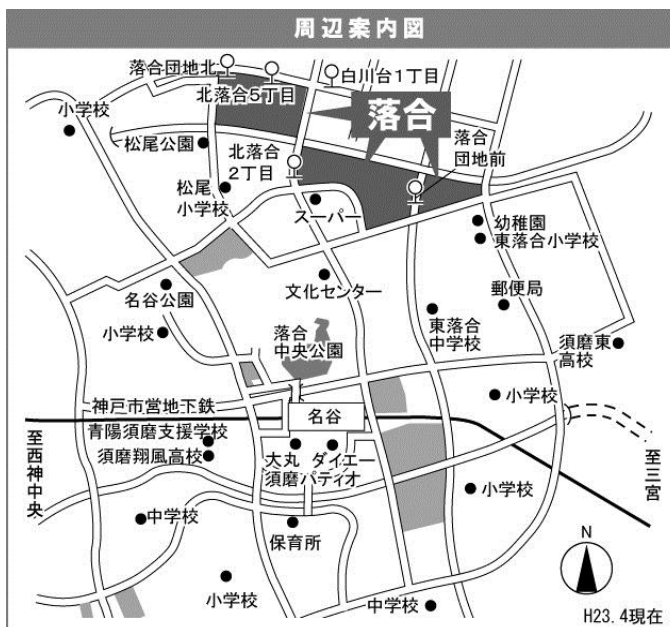 周辺案内図
落合団地北
北落合5丁目
白川台1丁目
小学校
松尾公園
落合
北落合
2丁目
落合
団地前
松尾
小学校
スーパー
幼稚園
東落合小学校
名谷公園
文化センター
郵便局
小学校
落合
中央公園
東落合
中学校
須磨東
高校
神戸市営地下鉄
名谷
小学校
青陽須磨支援学校
須磨翔風高校
至西神中央
大丸
ダイエー
須磨パティオ
至三宮
小学校
中学校
保育所
小学校
中学校
N
H23.4現在